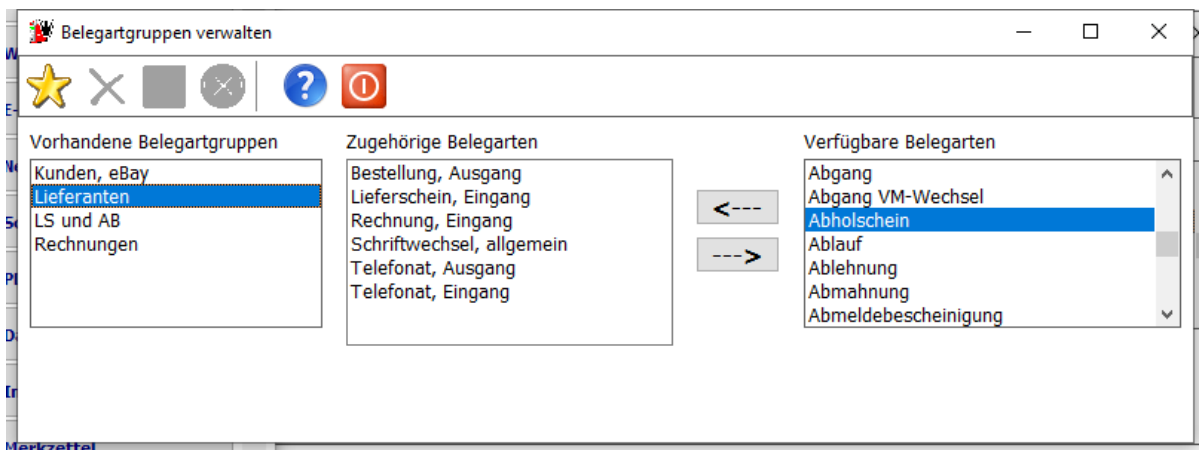 Belegartgruppen verwalten
Vorhandene Belegartgruppen
Kunden, eBay
Lieferanten
LS und AB
Rechnungen
Zugehörige Belegarten
Bestellung, Ausgang
Lieferschein, Eingang
Rechnung, Eingang
Schriftwechsel, allgemein
Telefonat, Ausgang
Telefonat, Eingang
<---
--->
Verfügbare Belegarten
Abgang
Abgang VM-Wechsel
Abholschein
Ablauf
Ablehnung
Abmahnung
Abmeldebescheinigung
Merkzettel